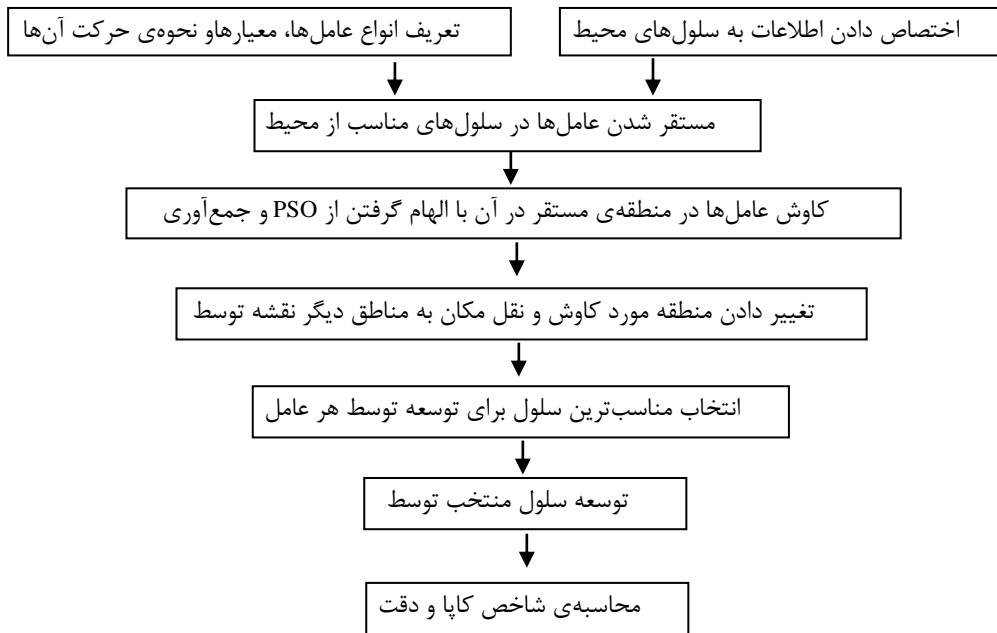 اختصاص دادن اطلاعات به سلول‌های محیط
تعریف انواع عامل‌ها، معیارهاو نحوه‌ی حرکت آن‌ها
مستقر شدن عامل‌ها در سلول‌های مناسب از محیط
کاوش عامل‌ها در منطقه‌ی مستقر در آن با الهام گرفتن از PSO و جمع‌آوری
تغییر دادن منطقه مورد کاوش و نقل مکان به مناطق دیگر نقشه توسط
انتخاب مناسب‌ترین سلول برای توسعه توسط هر عامل
توسعه سلول منتخب توسط
محاسبه‌ی شاخص کاپا و دقت